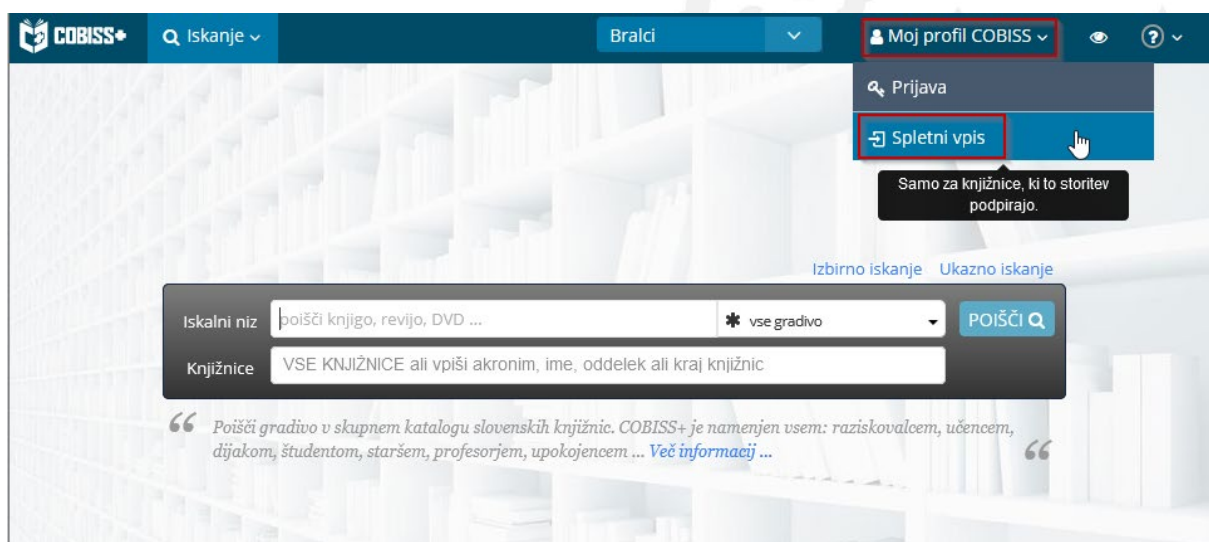 COBISS+
Iskanje
Bralci
Moj profil COBISS
?
Prijava
Spletni vpis
Samo za knjižnice, ki to storitev
podpirajo.
Izbirno iskanje Ukazno iskanje
Iskalni niz poišči knjigo, revijo, DVD ... ✱ vse gradivo POIŠČI
Knjižnice VSE KNJIŽNICE ali vpiši akronim, ime, oddelek ali kraj knjižnic
“ Poišči gradivo v skupnem katalogu slovenskih knjižnic. COBISS+ je namenjen vsem: raziskovalcem, učencem,
dijakom, študentom, staršem, profesorjem, upokojencem ... Več informacij ... “